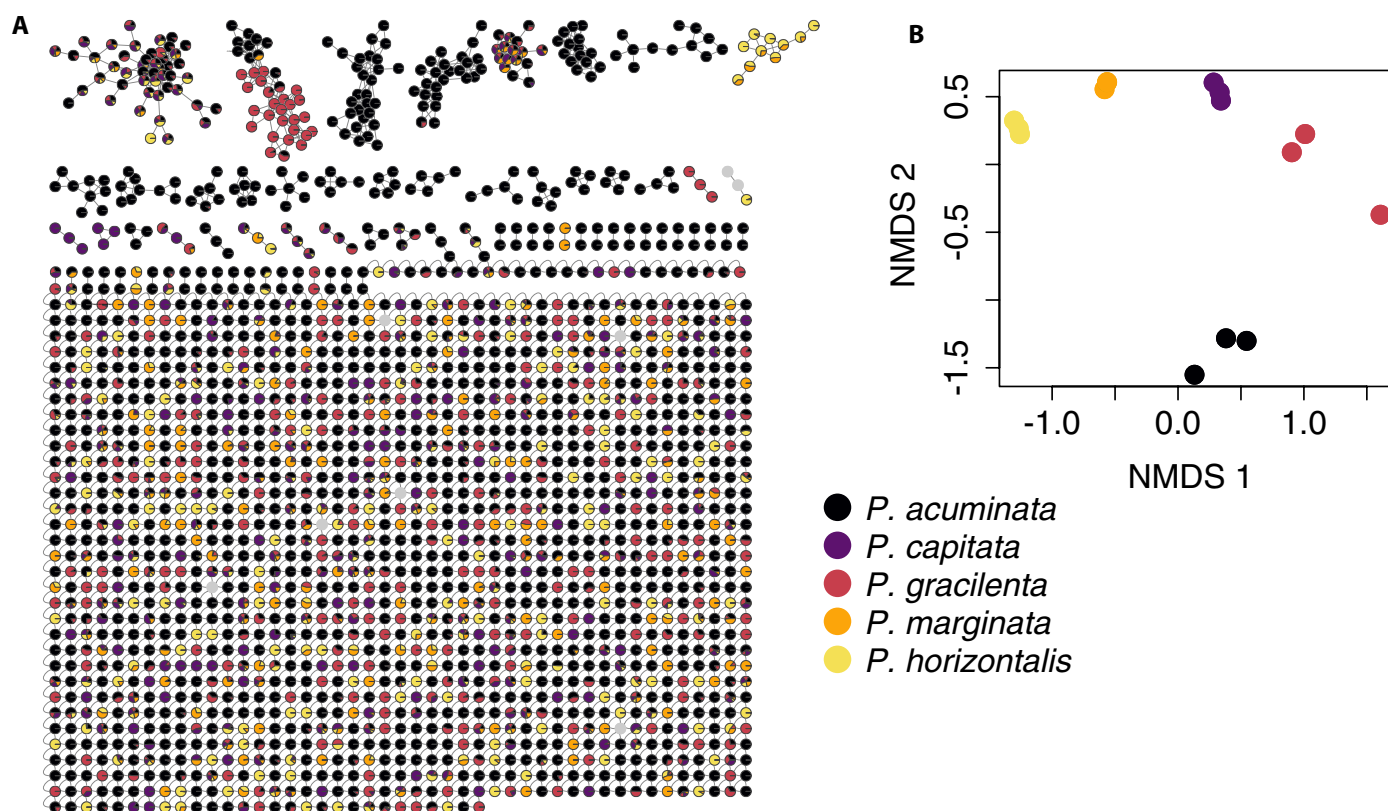 A
B
0.5
-0.5
-1.5
NMDS 2
-1.0
0.0
1.0
NMDS 1
P. acuminata
P. capitata
P. gracilenta
P. marginata
P. horizontalis